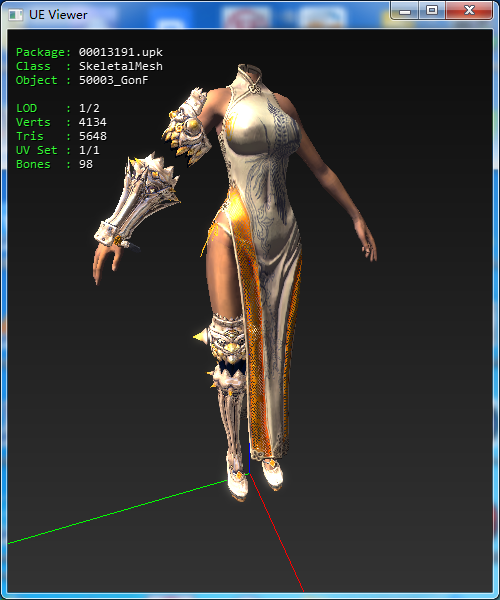 UE Viewer
Package: 00013191.upk
Class : SkeletalMesh
Object : 50003_GonF
LOD : 1/2
Verts : 4134
Tris : 5648
UV Set : 1/1
Bones : 98